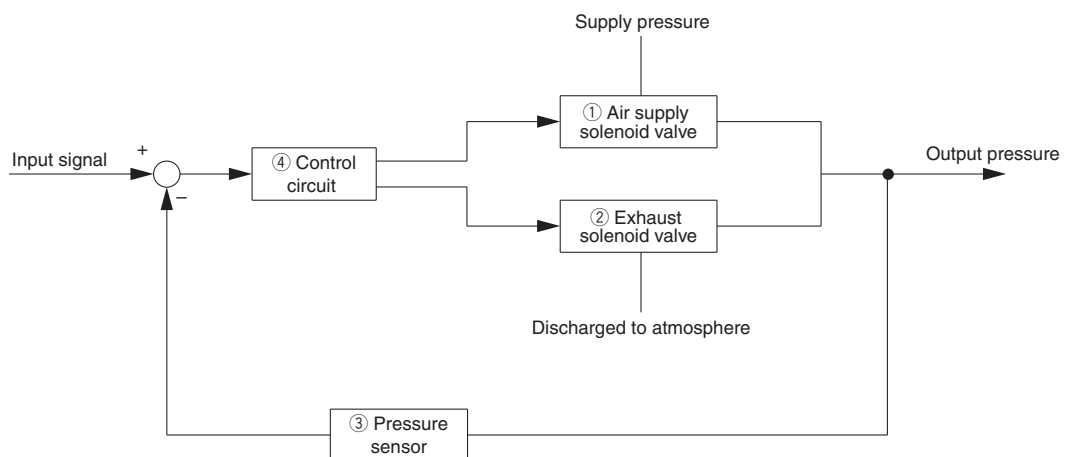 Supply pressure
① Air supply
solenoid valve
Input signal
+
−
④ Control
circuit
Output pressure
② Exhaust
solenoid valve
Discharged to atmosphere
③ Pressure
sensor